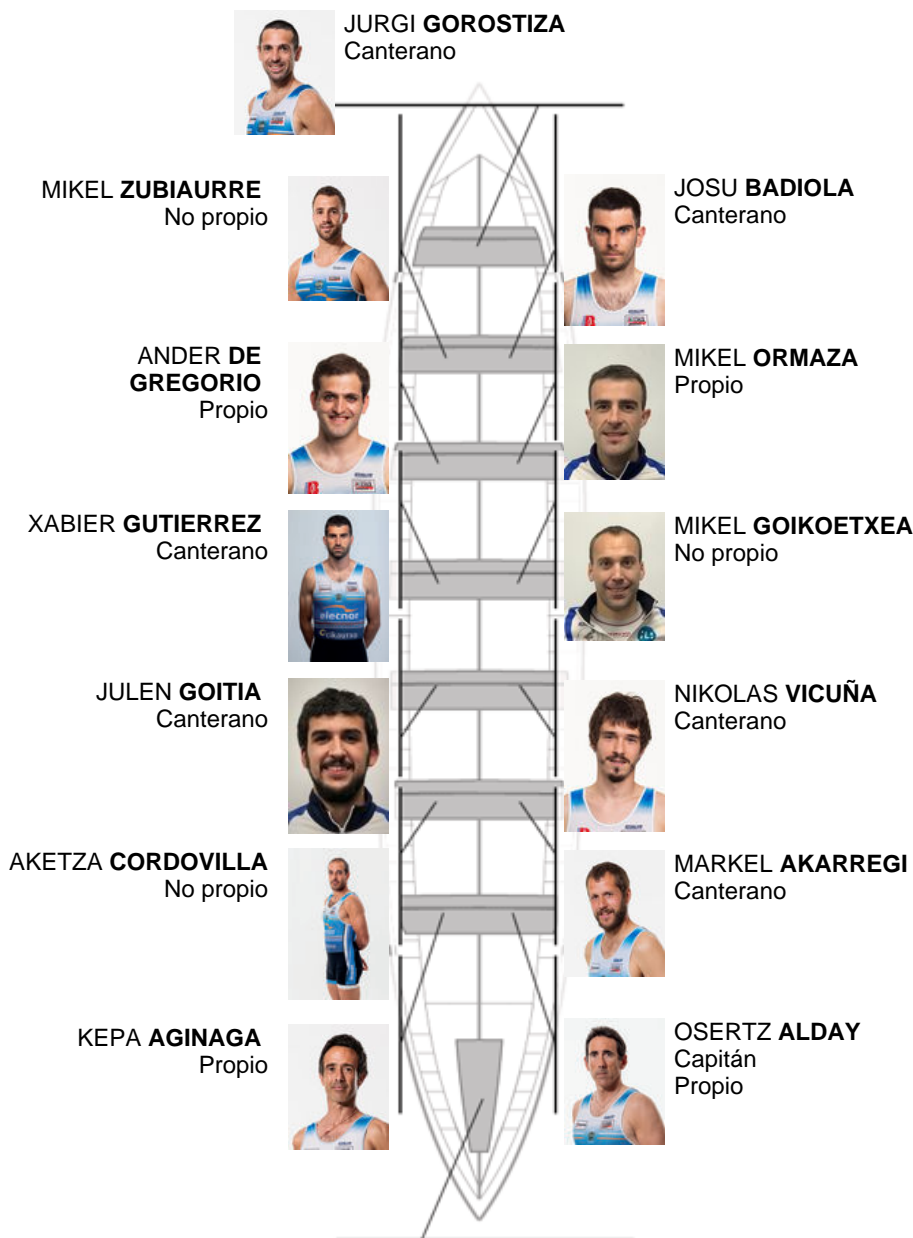 JURGI GOROSTIZA
Canterano
MIKEL ZUBIAURRE
No propio
JOSU BADIOLA
Canterano
ANDER DE
GREGORIO
Propio
MIKEL ORMAZA
Propio
XABIER GUTIERREZ
Canterano
MIKEL GOIKOETXEA
No propio
elecnor
cikautxo
JULEN GOITIA
Canterano
NIKOLAS VICUÑA
Canterano
AKETZA CORDOVILLA
No propio
MARKEL AKARREGI
Canterano
KEPA AGINAGA
Propio
OSERTZ ALDAY
Capitán
Propio